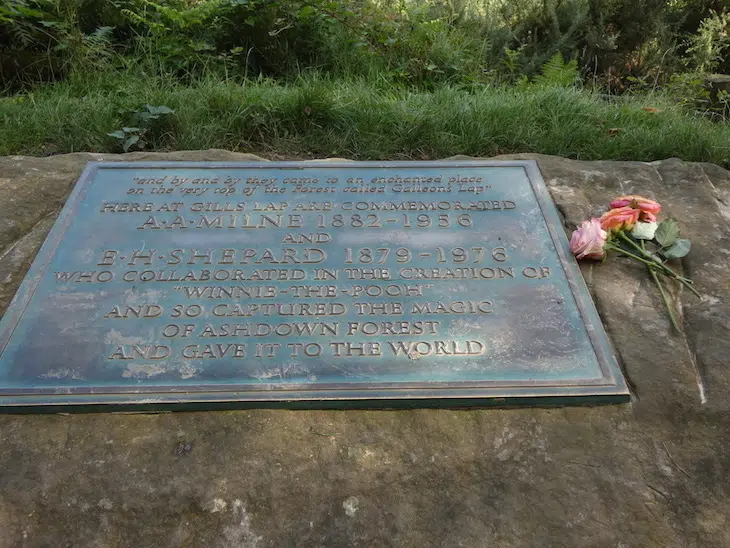 "and by and by they came to an enchanted place
on the very top of the Forest called Galleons Lap"
HERE AT GILLS LAP ARE COMMEMORATED
A·A·MILNE 1882-1956
AND
E·H·SHEPARD 1879-1976
WHO COLLABORATED IN THE CREATION OF
"WINNIE-THE-POOH"
AND SO CAPTURED THE MAGIC
OF ASHDOWN FOREST
AND GAVE IT TO THE WORLD